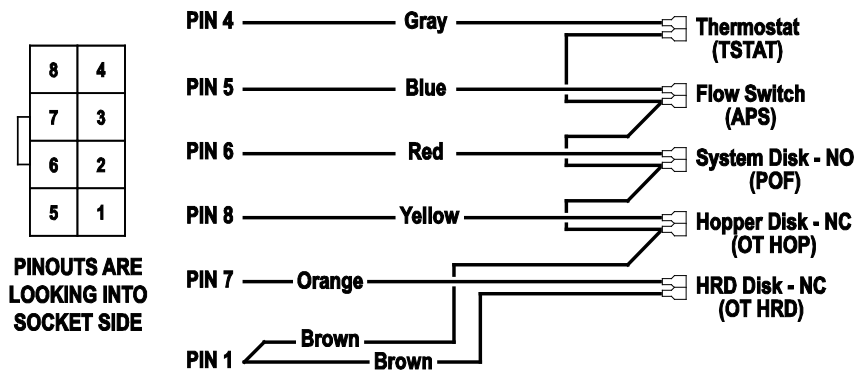 PIN 4 Gray Thermostat
(TSTAT)
8 4
PIN 5 Blue Flow Switch
(APS)
7 3
6 2
PIN 6 Red System Disk - NO
(POF)
5 1
PIN 8 Yellow Hopper Disk - NC
(OT HOP)
PINOUTS ARE
LOOKING INTO
SOCKET SIDE
PIN 7 Orange HRD Disk - NC
(OT HRD)
Brown
PIN 1 Brown